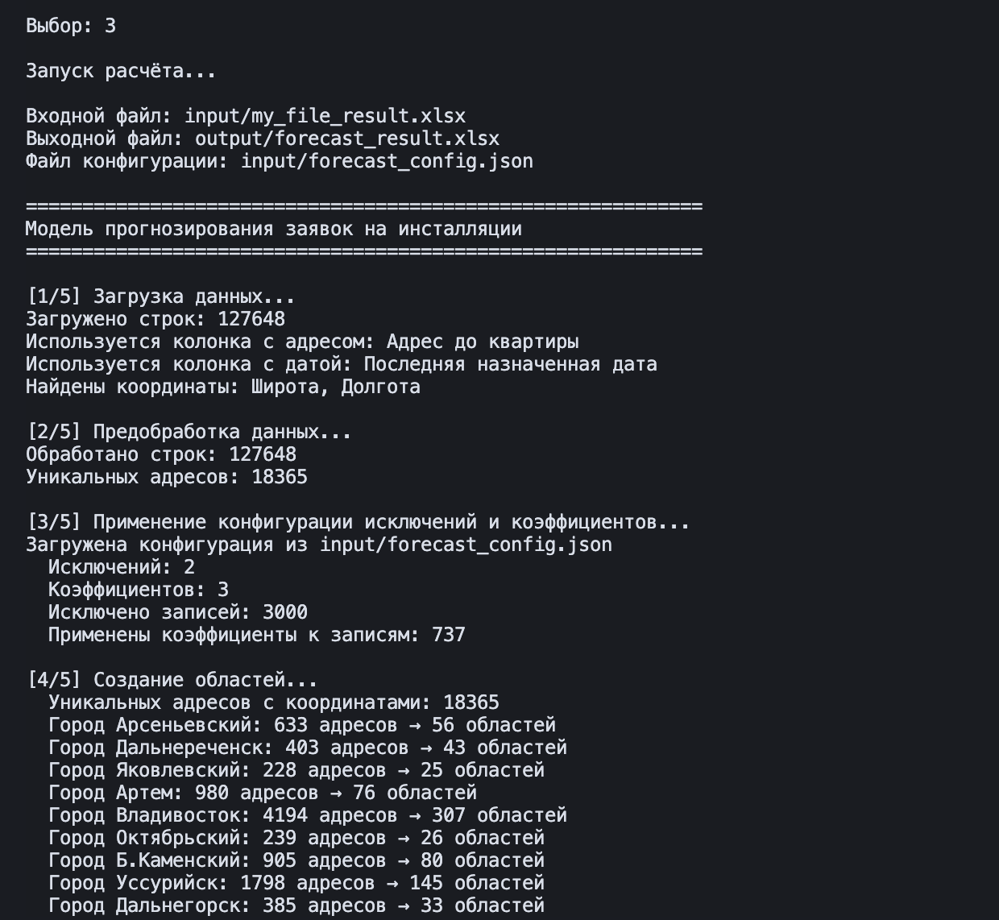 Выбор: 3
Запуск расчёта...
Входной файл: input/my_file_result.xlsx
Выходной файл: output/forecast_result.xlsx
Файл конфигурации: input/forecast_config.json
============================================================
Модель прогнозирования заявок на инсталляции
============================================================
[1/5] Загрузка данных...
Загружено строк: 127648
Используется колонка с адресом: Адрес до квартиры
Используется колонка с датой: Последняя назначенная дата
Найдены координаты: Широта, Долгота
[2/5] Предобработка данных...
Обработано строк: 127648
Уникальных адресов: 18365
[3/5] Применение конфигурации исключений и коэффициентов...
Загружена конфигурация из input/forecast_config.json
Исключений: 2
Коэффициентов: 3
Исключено записей: 3000
Применены коэффициенты к записям: 737
[4/5] Создание областей...
Уникальных адресов с координатами: 18365
Город Арсеньевский: 633 адресов → 56 областей
Город Дальнереченск: 403 адресов → 43 областей
Город Яковлевский: 228 адресов → 25 областей
Город Артем: 980 адресов → 76 областей
Город Владивосток: 4194 адресов → 307 областей
Город Октябрьский: 239 адресов → 26 областей
Город Б.Каменский: 905 адресов → 80 областей
Город Уссурийск: 1798 адресов → 145 областей
Город Дальнегорск: 385 адресов → 33 областей